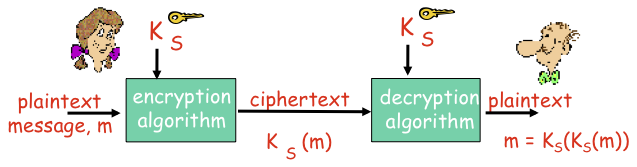 K S
K S
plaintext
message, m
encryption
algorithm
ciphertext
K S (m)
decryption
algorithm
plaintext
m = KS(KS(m))